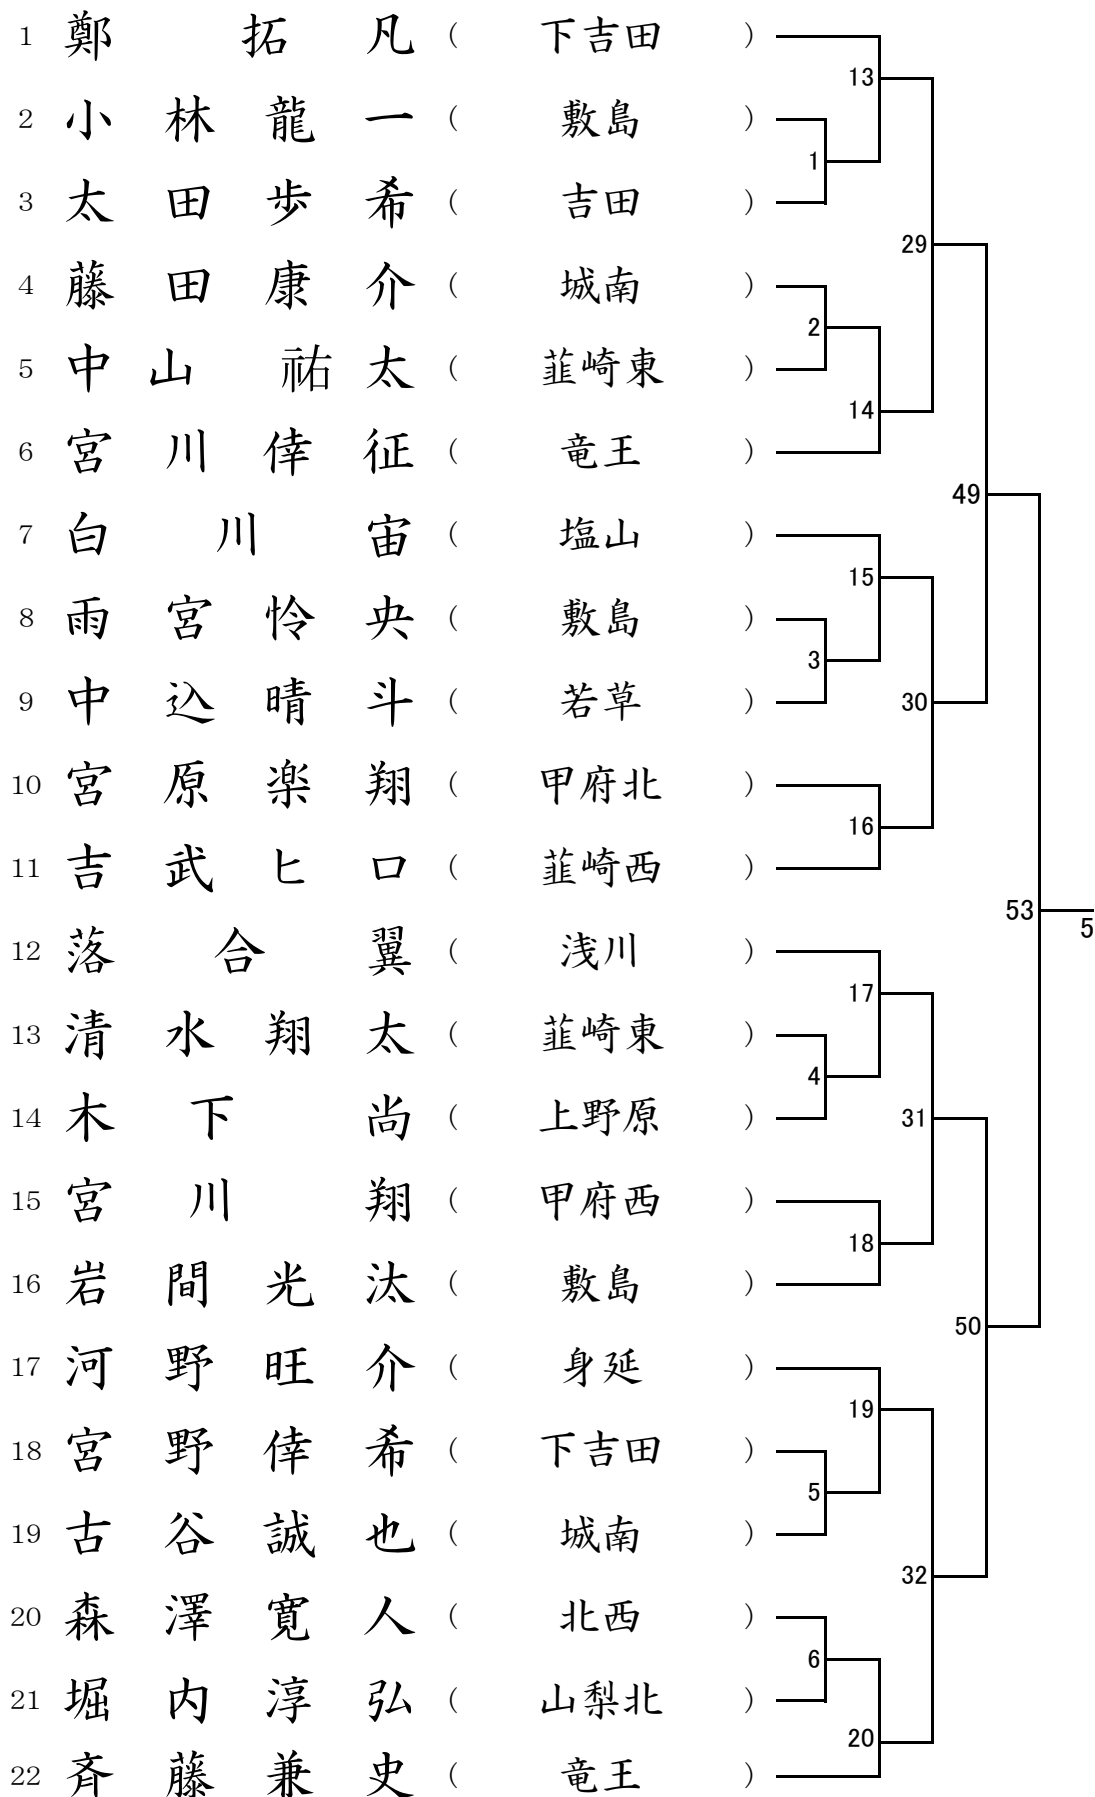 1 鄭 拓 凡 ( 下吉田 )
13
2 小 林 龍 一 ( 敷島 )
1
3 太 田 歩 希 ( 吉田 )
29
4 藤 田 康 介 ( 城南 )
2
5 中 山 祐 太 ( 韮崎東 )
14
6 宮 川 倖 征 ( 竜王 )
49
7 白 川 宙 ( 塩山 )
15
8 雨 宮 怜 央 ( 敷島 )
3
9 中 込 晴 斗 ( 若草 )
30
10 宮 原 楽 翔 ( 甲府北 )
16
11 吉 武 ヒ ロ ( 韮崎西 )
53
5
12 落 合 翼 ( 浅川 )
17
13 清 水 翔 太 ( 韮崎東 )
4
14 木 下 尚 ( 上野原 )
31
15 宮 川 翔 ( 甲府西 )
18
16 岩 間 光 汰 ( 敷島 )
50
17 河 野 旺 介 ( 身延 )
19
18 宮 野 倖 希 ( 下吉田 )
5
19 古 谷 誠 也 ( 城南 )
32
20 森 澤 寛 人 ( 北西 )
6
21 堀 内 淳 弘 ( 山梨北 )
20
22 斉 藤 兼 史 ( 竜王 )